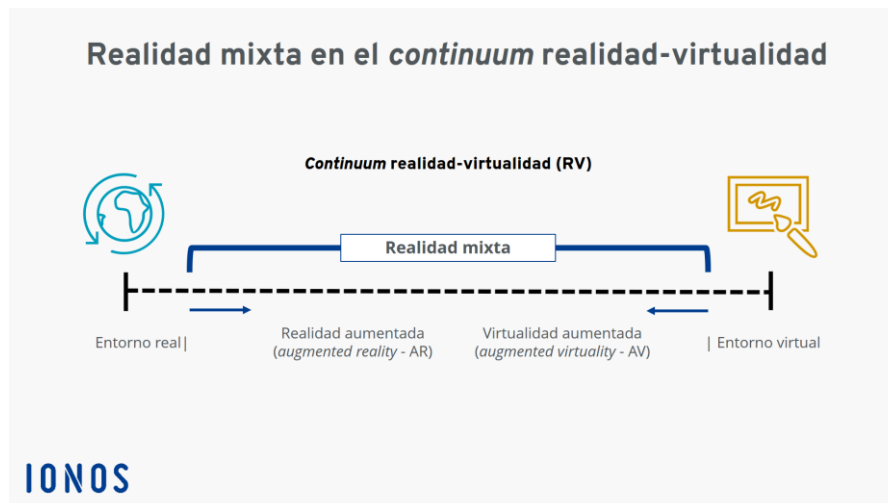 Realidad mixta en el continuum realidad-virtualidad
Continuum realidad-virtualidad (RV)
Realidad mixta
Entorno real|
Realidad aumentada
(augmented reality - AR)
Virtualidad aumentada
(augmented virtuality - AV)
| Entorno virtual
IONOS